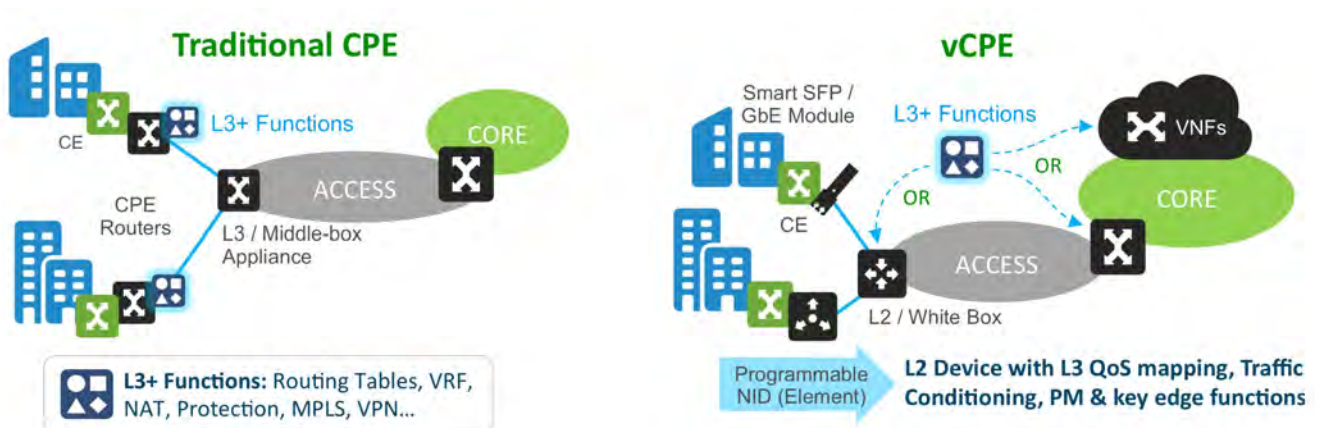 Traditional CPE
CE
L3+ Functions
CORE
ACCESS
CPE
Routers
L3 / Middle-box
Appliance
L3+ Functions: Routing Tables, VRF,
NAT, Protection, MPLS, VPN...
vCPE
Smart SFP /
GbE Module
L3+ Functions
VNFs
OR
OR
CE
CORE
ACCESS
L2 / White Box
Programmable
NID (Element)
L2 Device with L3 QoS mapping, Traffic
Conditioning, PM & key edge functions